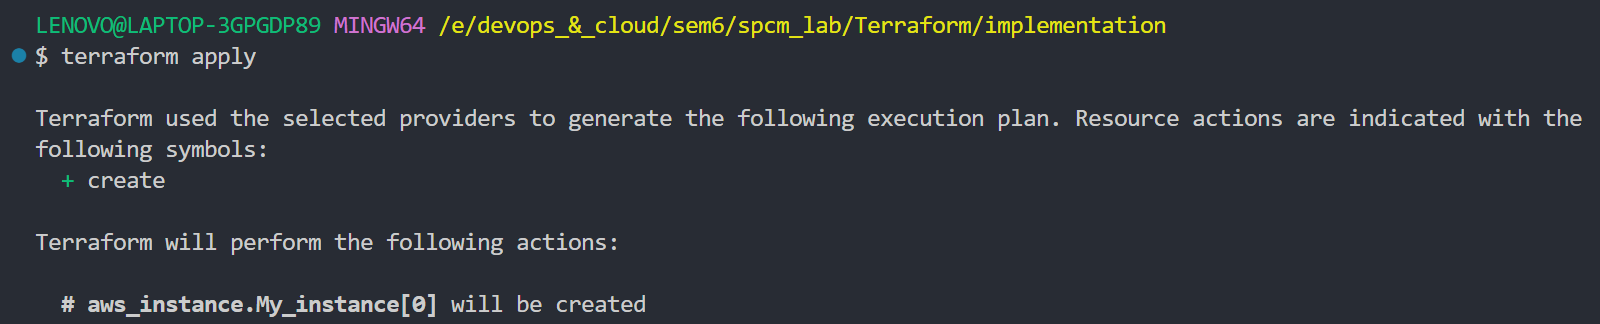 LENOVO@LAPTOP-3GPGDP89 MINGW64 /e/devops_&_cloud/sem6/spcm_lab/Terraform/implementation
$ terraform apply
Terraform used the selected providers to generate the following execution plan. Resource actions are indicated with the
following symbols:
+ create
Terraform will perform the following actions:
# aws_instance.My_instance[0] will be created